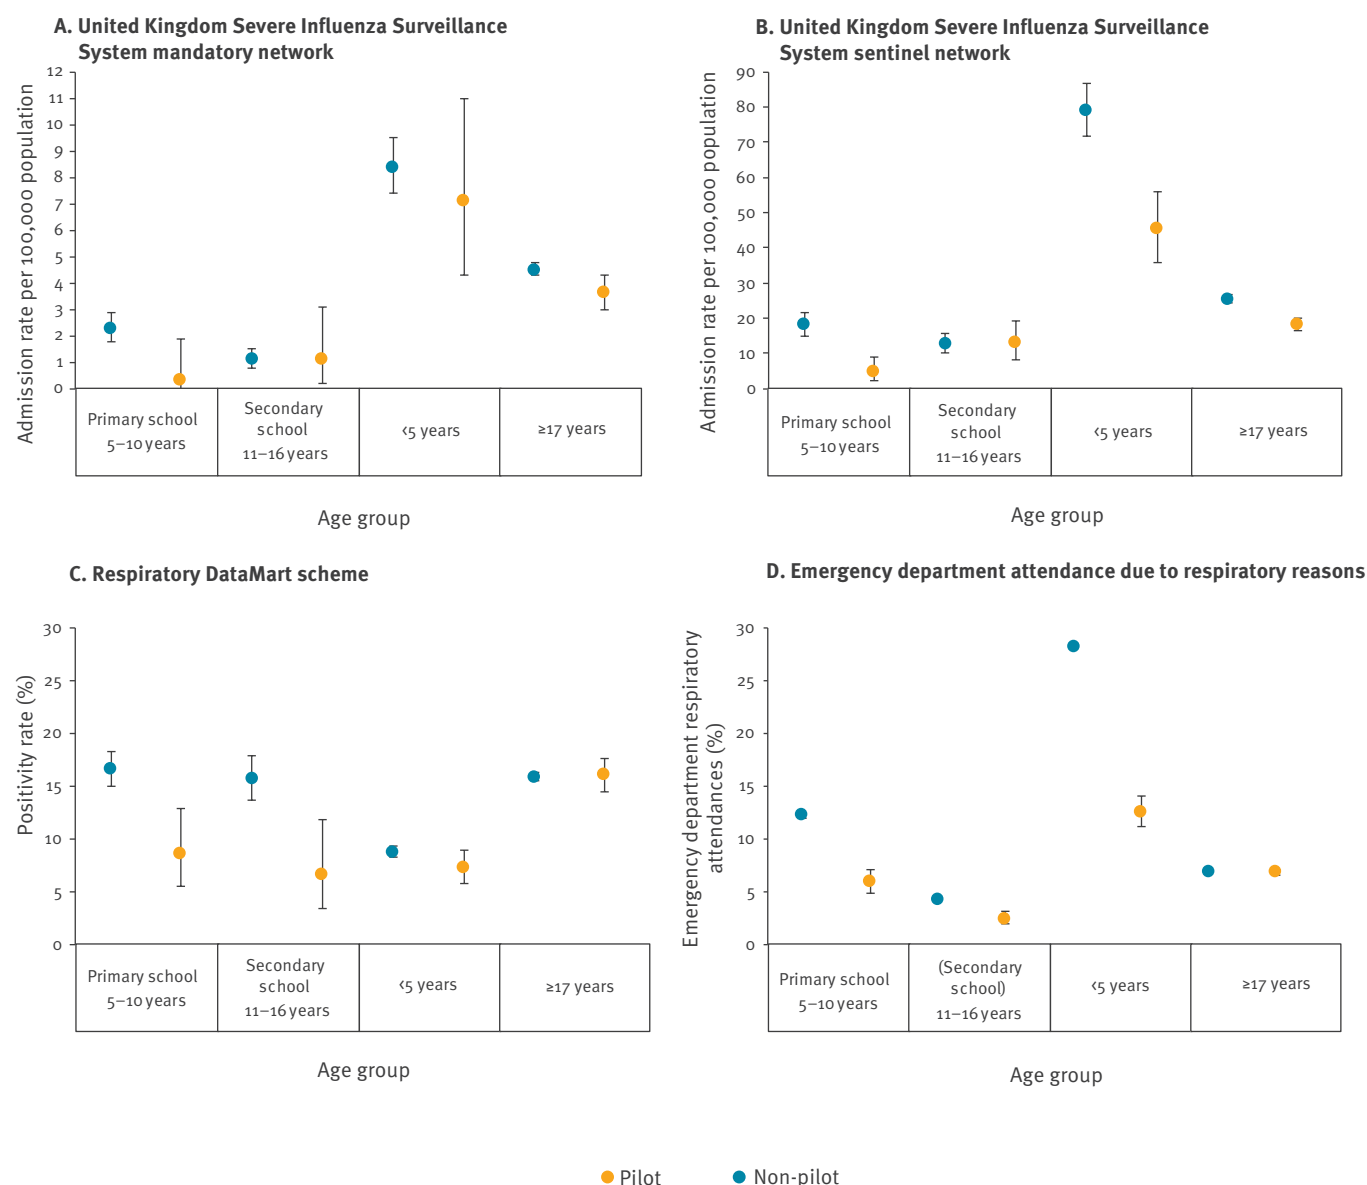 A. United Kingdom Severe Influenza Surveillance
System mandatory network
12
11
10
9
8
7
6
5
4
3
2
1
0
Admission rate per 100,000 population
Primary school
5–10 years
Secondary
school
11–16 years
<5 years
≥17 years
Age group
B. United Kingdom Severe Influenza Surveillance
System sentinel network
90
80
70
60
50
40
30
20
10
0
Admission rate per 100,000 population
Primary school
5–10 years
Secondary
school
11–16 years
<5 years
≥17 years
Age group
C. Respiratory DataMart scheme
30
25
20
15
10
5
0
Positivity rate (%)
Primary school
5–10 years
Secondary
school
11–16 years
<5 years
≥17 years
Age group
D. Emergency department attendance due to respiratory reasons
30
25
20
15
10
5
0
Emergency department respiratory
attendances (%)
Primary school
5–10 years
(Secondary
school)
11–16 years
<5 years
≥17 years
Age group
Pilot
Non-pilot